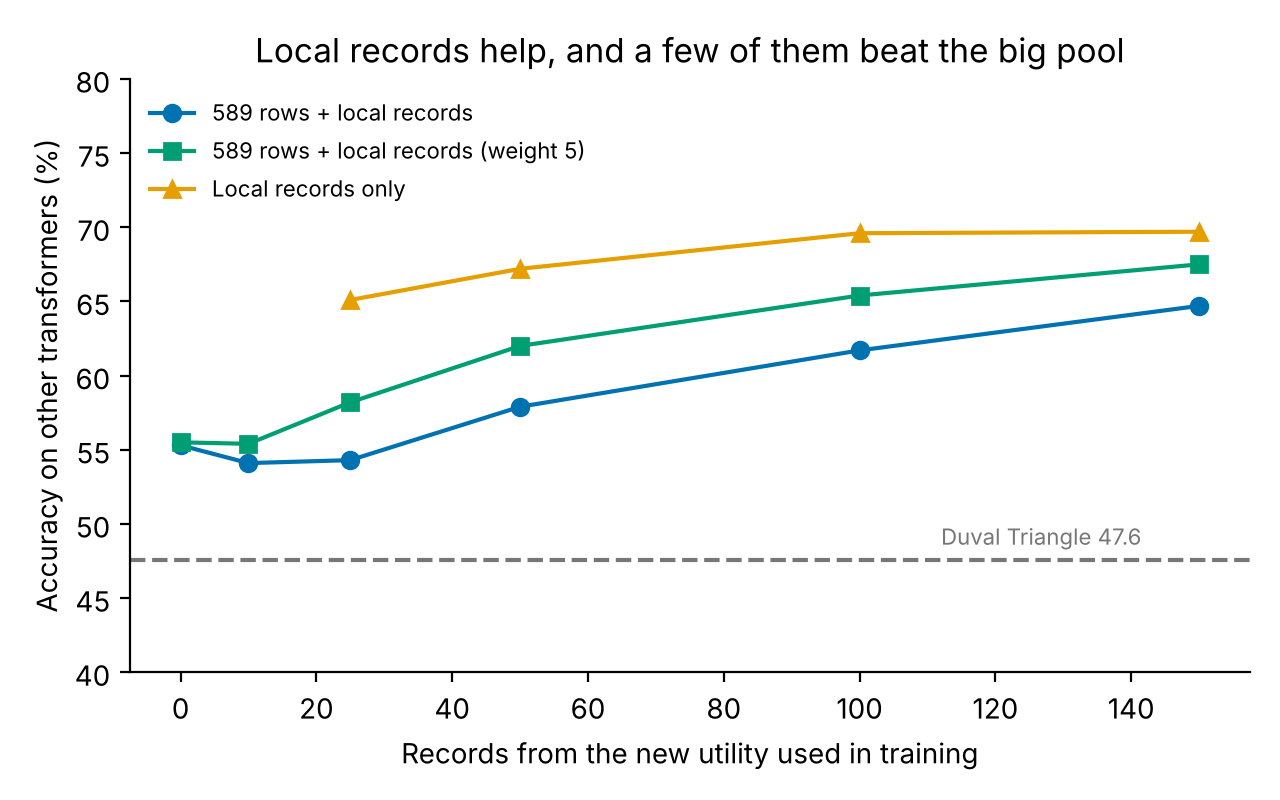 Local records help, and a few of them beat the big pool
589 rows + local records
589 rows + local records (weight 5)
Local records only
Accuracy on other transformers (%)
80
75
70
65
60
55
50
45
40
Duval Triangle 47.6
0 20 40 60 80 100 120 140
Records from the new utility used in training